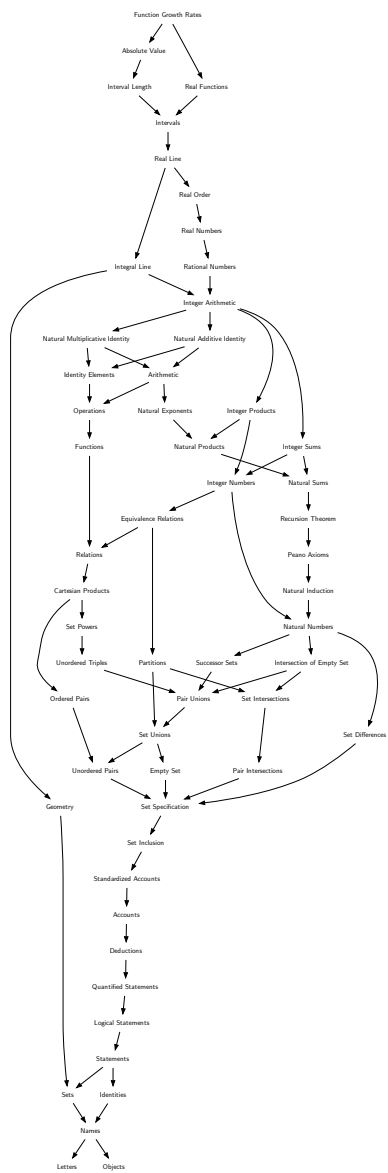 Function Growth Rates
Absolute Value
Interval Length Real Functions
Intervals
Real Line
Real Order
Real Numbers
Integral Line Rational Numbers
Integer Arithmetic
Natural Multiplicative Identity Natural Additive Identity
Identity Elements Arithmetic
Operations Natural Exponents Integer Products
Functions Natural Products Integer Sums
Integer Numbers Natural Sums
Equivalence Relations Recursion Theorem
Relations Peano Axioms
Cartesian Products Natural Induction
Set Powers Natural Numbers
Unordered Triples Partitions Successor Sets Intersection of Empty Set
Ordered Pairs Pair Unions Set Intersections
Set Unions Set Differences
Unordered Pairs Empty Set Pair Intersections
Geometry Set Specification
Set Inclusion
Standardized Accounts
Accounts
Deductions
Quantified Statements
Logical Statements
Statements
Sets Identities
Names
Letters Objects